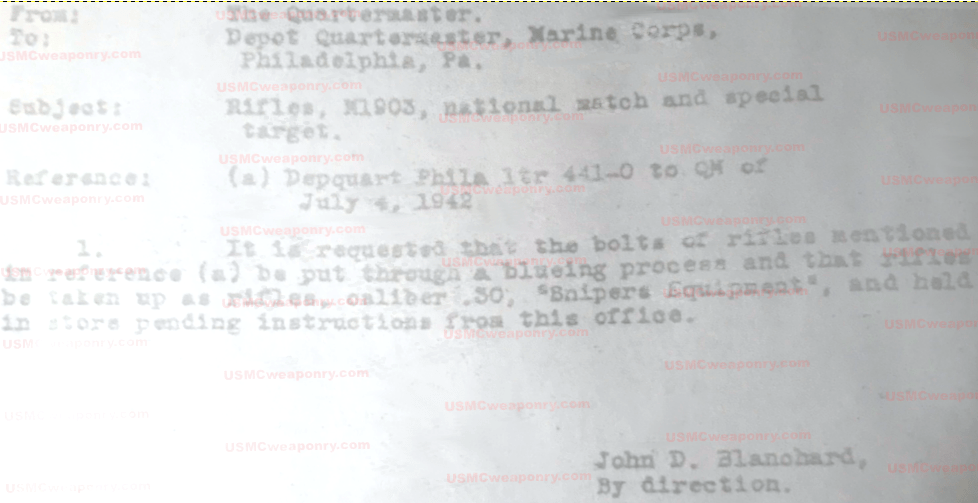 From: The Quartermaster.
To: Depot Quartermaster, Marine Corps,
Philadelphia, Pa.
Subject: Rifles, M1903, national match and special
target.
Reference: (a) Depquart Phila ltr 441-0 to QM of
July 4, 1942
1. It is requested that the bolts of rifles mentioned
in reference (a) be put through a blueing process and that rifles
be taken up as rifles, caliber .30, "Snipers Equipment", and held
in store pending instructions from this office.
John D. Blanchard,
By direction.
USMCweaponry.com